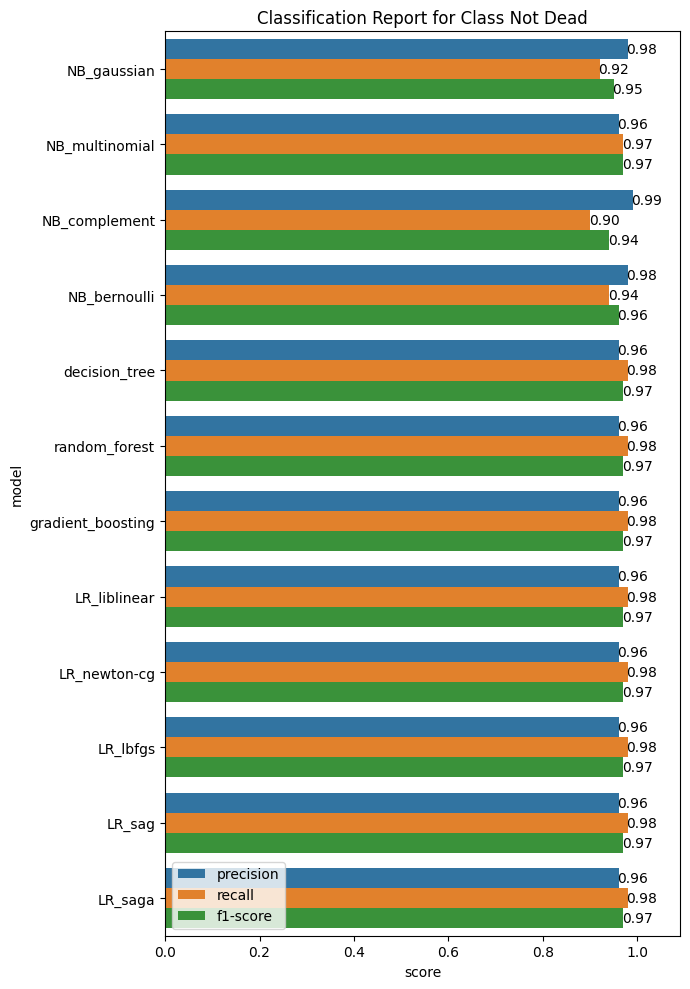 Classification Report for Class Not Dead
NB_gaussian
0.98
0.92
0.95
NB_multinomial
0.96
0.97
0.97
NB_complement
0.99
0.90
0.94
NB_bernoulli
0.98
0.94
0.96
decision_tree
0.96
0.98
0.97
random_forest
0.96
0.98
0.97
model
gradient_boosting
0.96
0.98
0.97
LR_liblinear
0.96
0.98
0.97
LR_newton-cg
0.96
0.98
0.97
LR_lbfgs
0.96
0.98
0.97
LR_sag
0.96
0.98
0.97
LR_saga
0.96
0.98
0.97
precision
recall
f1-score
0.0 0.2 0.4 0.6 0.8 1.0
score